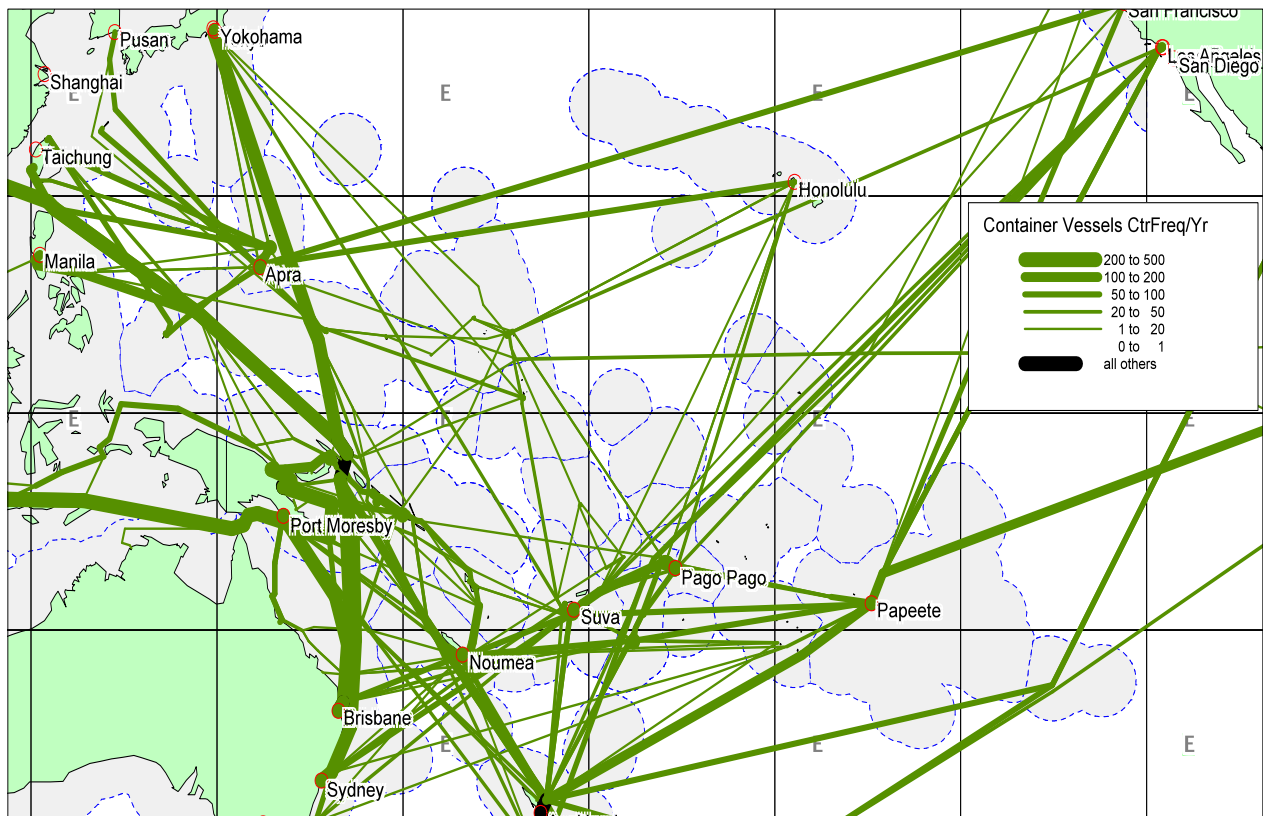 San Francisco
Yokohama
Pusan
Los Angeles
San Diego
Shanghai
E
E
E
E
Taichung
Honolulu
Container Vessels CtrFreq/Yr
Manila
Apra
200 to 500
100 to 200
50 to 100
20 to 50
1 to 20
0 to 1
all others
E
E
E
E
Port Moresby
Pago Pago
Papeete
Suva
Noumea
Brisbane
E
E
E
Sydney